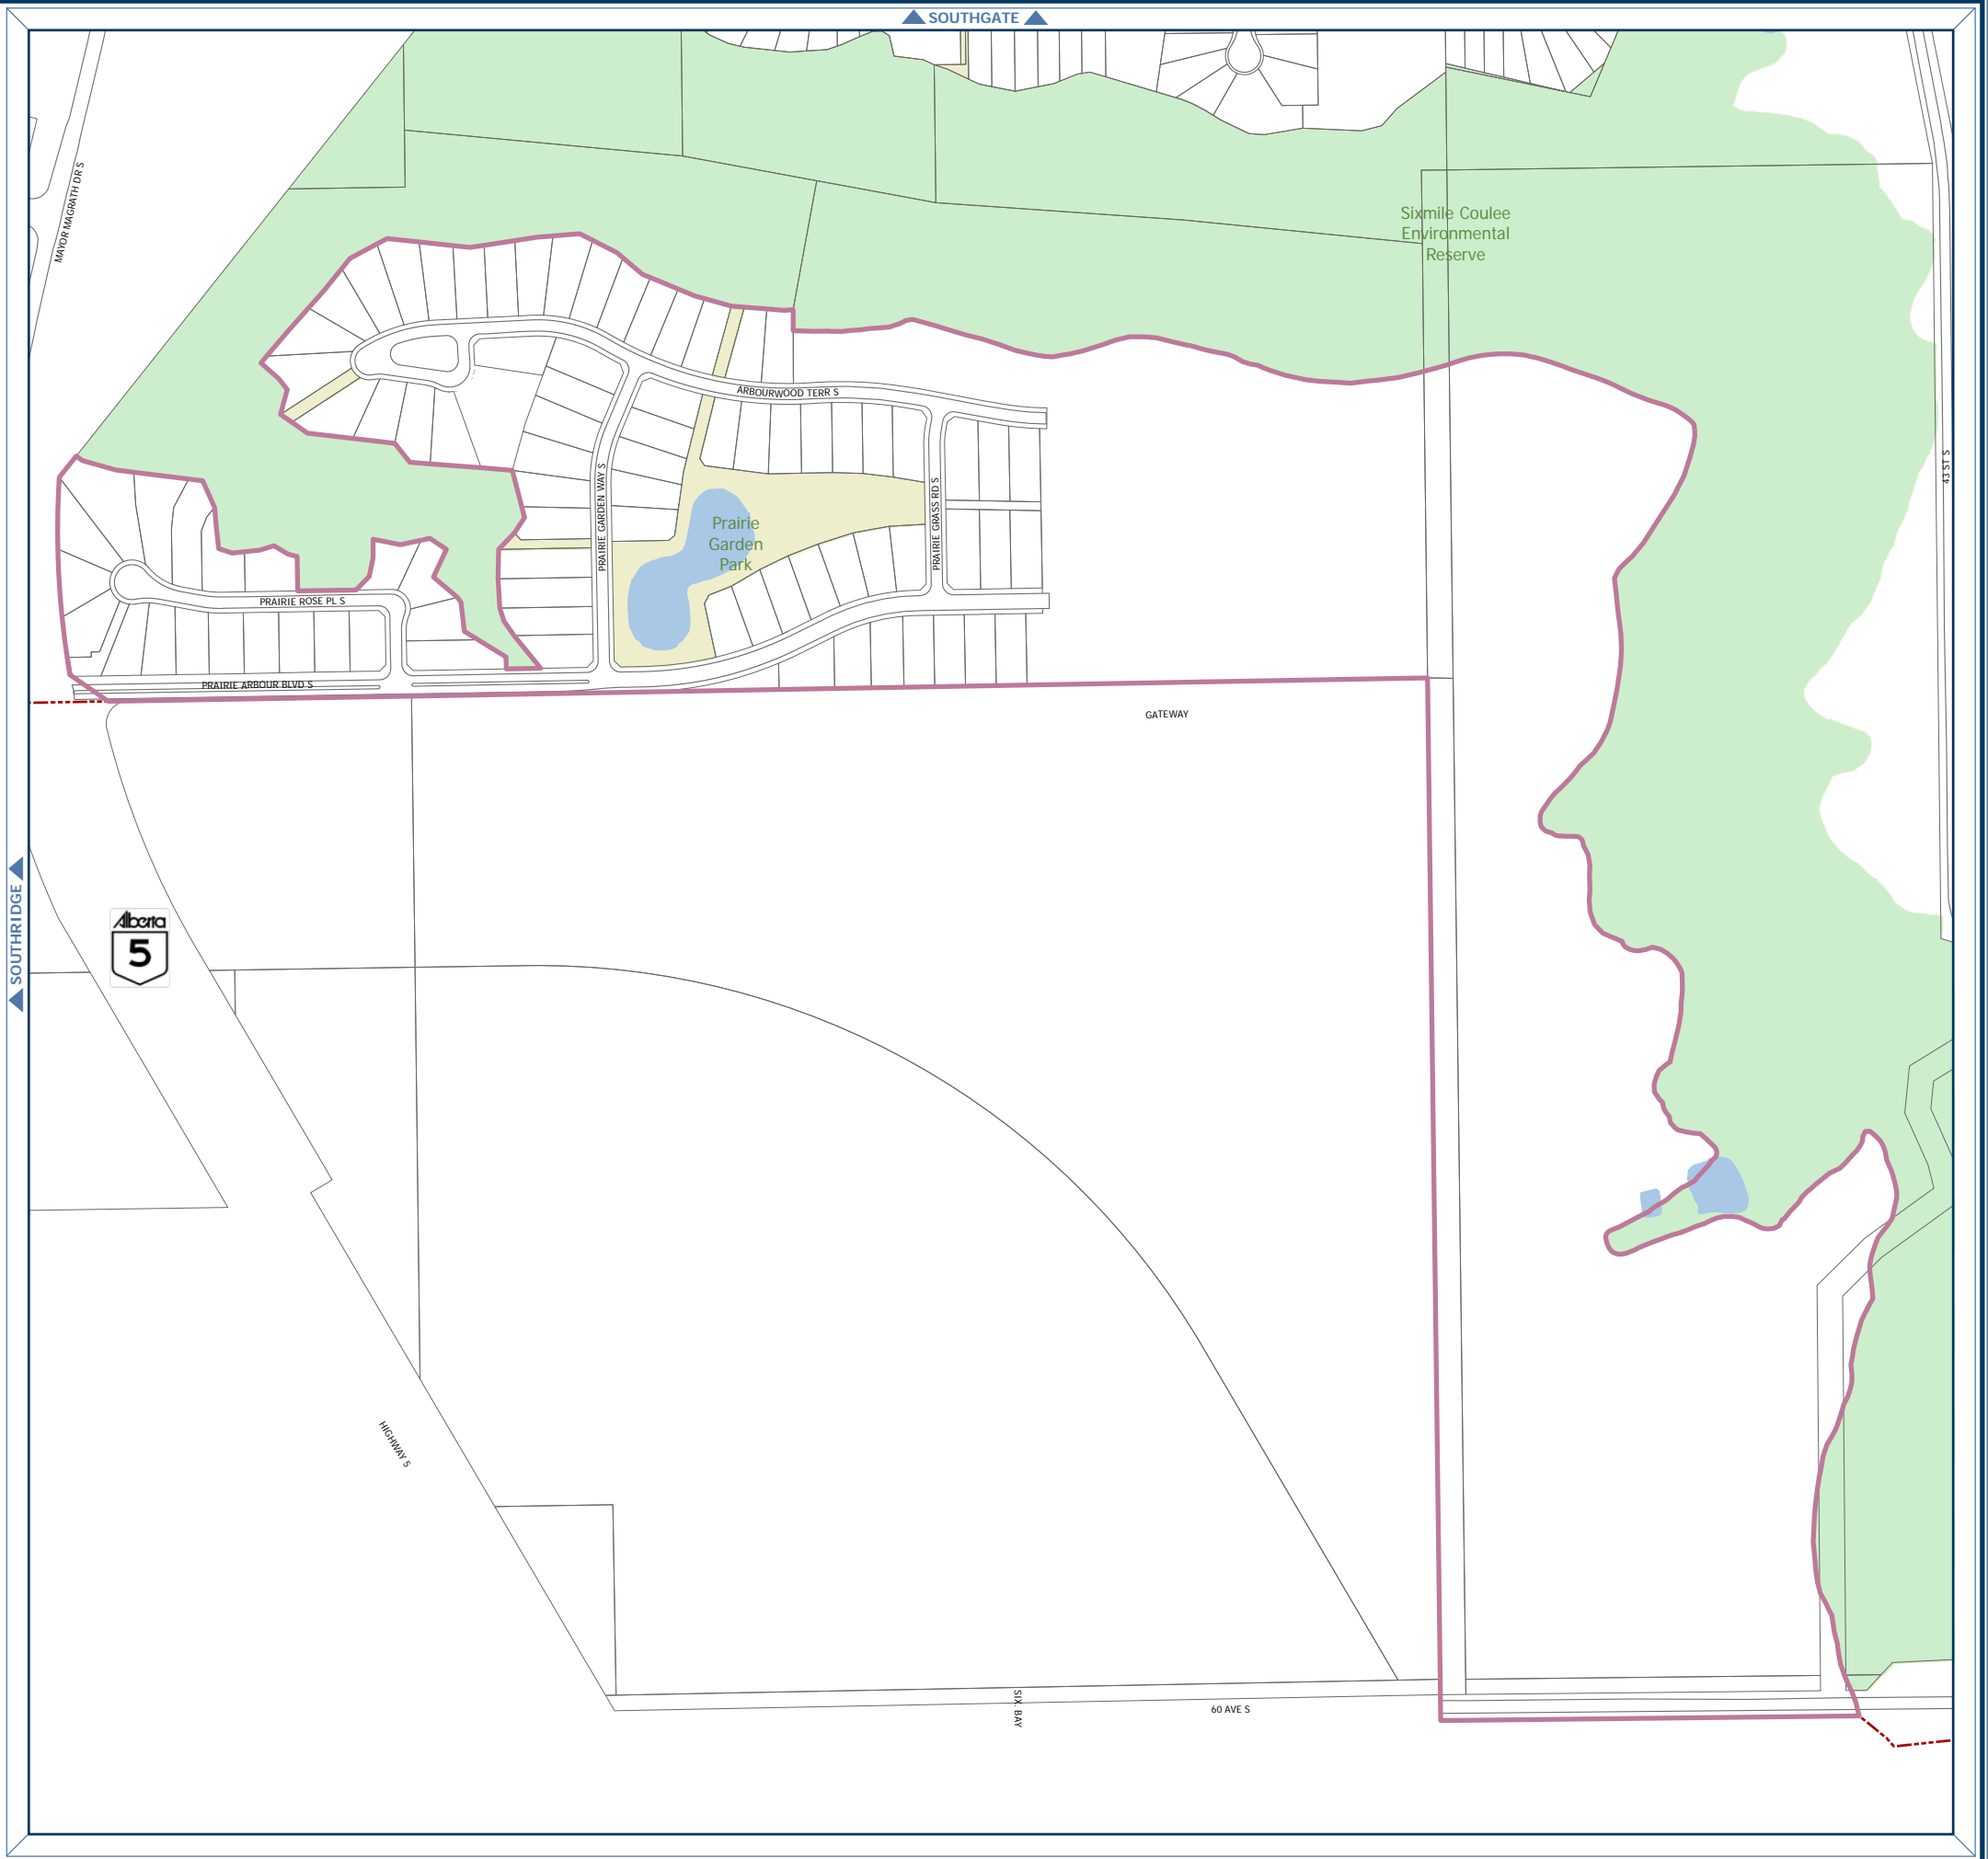 SOUTHGATE
MAYOR MAGRATH DR S
Sixmile Coulee
Environmental
Reserve
ARBOURWOOD TERR S
43 ST S
PRAIRIE GARDEN WAY S
PRAIRIE GRASS RD S
Prairie
Garden
Park
PRAIRIE ROSE PL S
PRAIRIE ARBOUR BLVD S
GATEWAY
SOUTHRIDGE
Alberta
5
HIGHWAY 5
SIX. BAY
60 AVE S